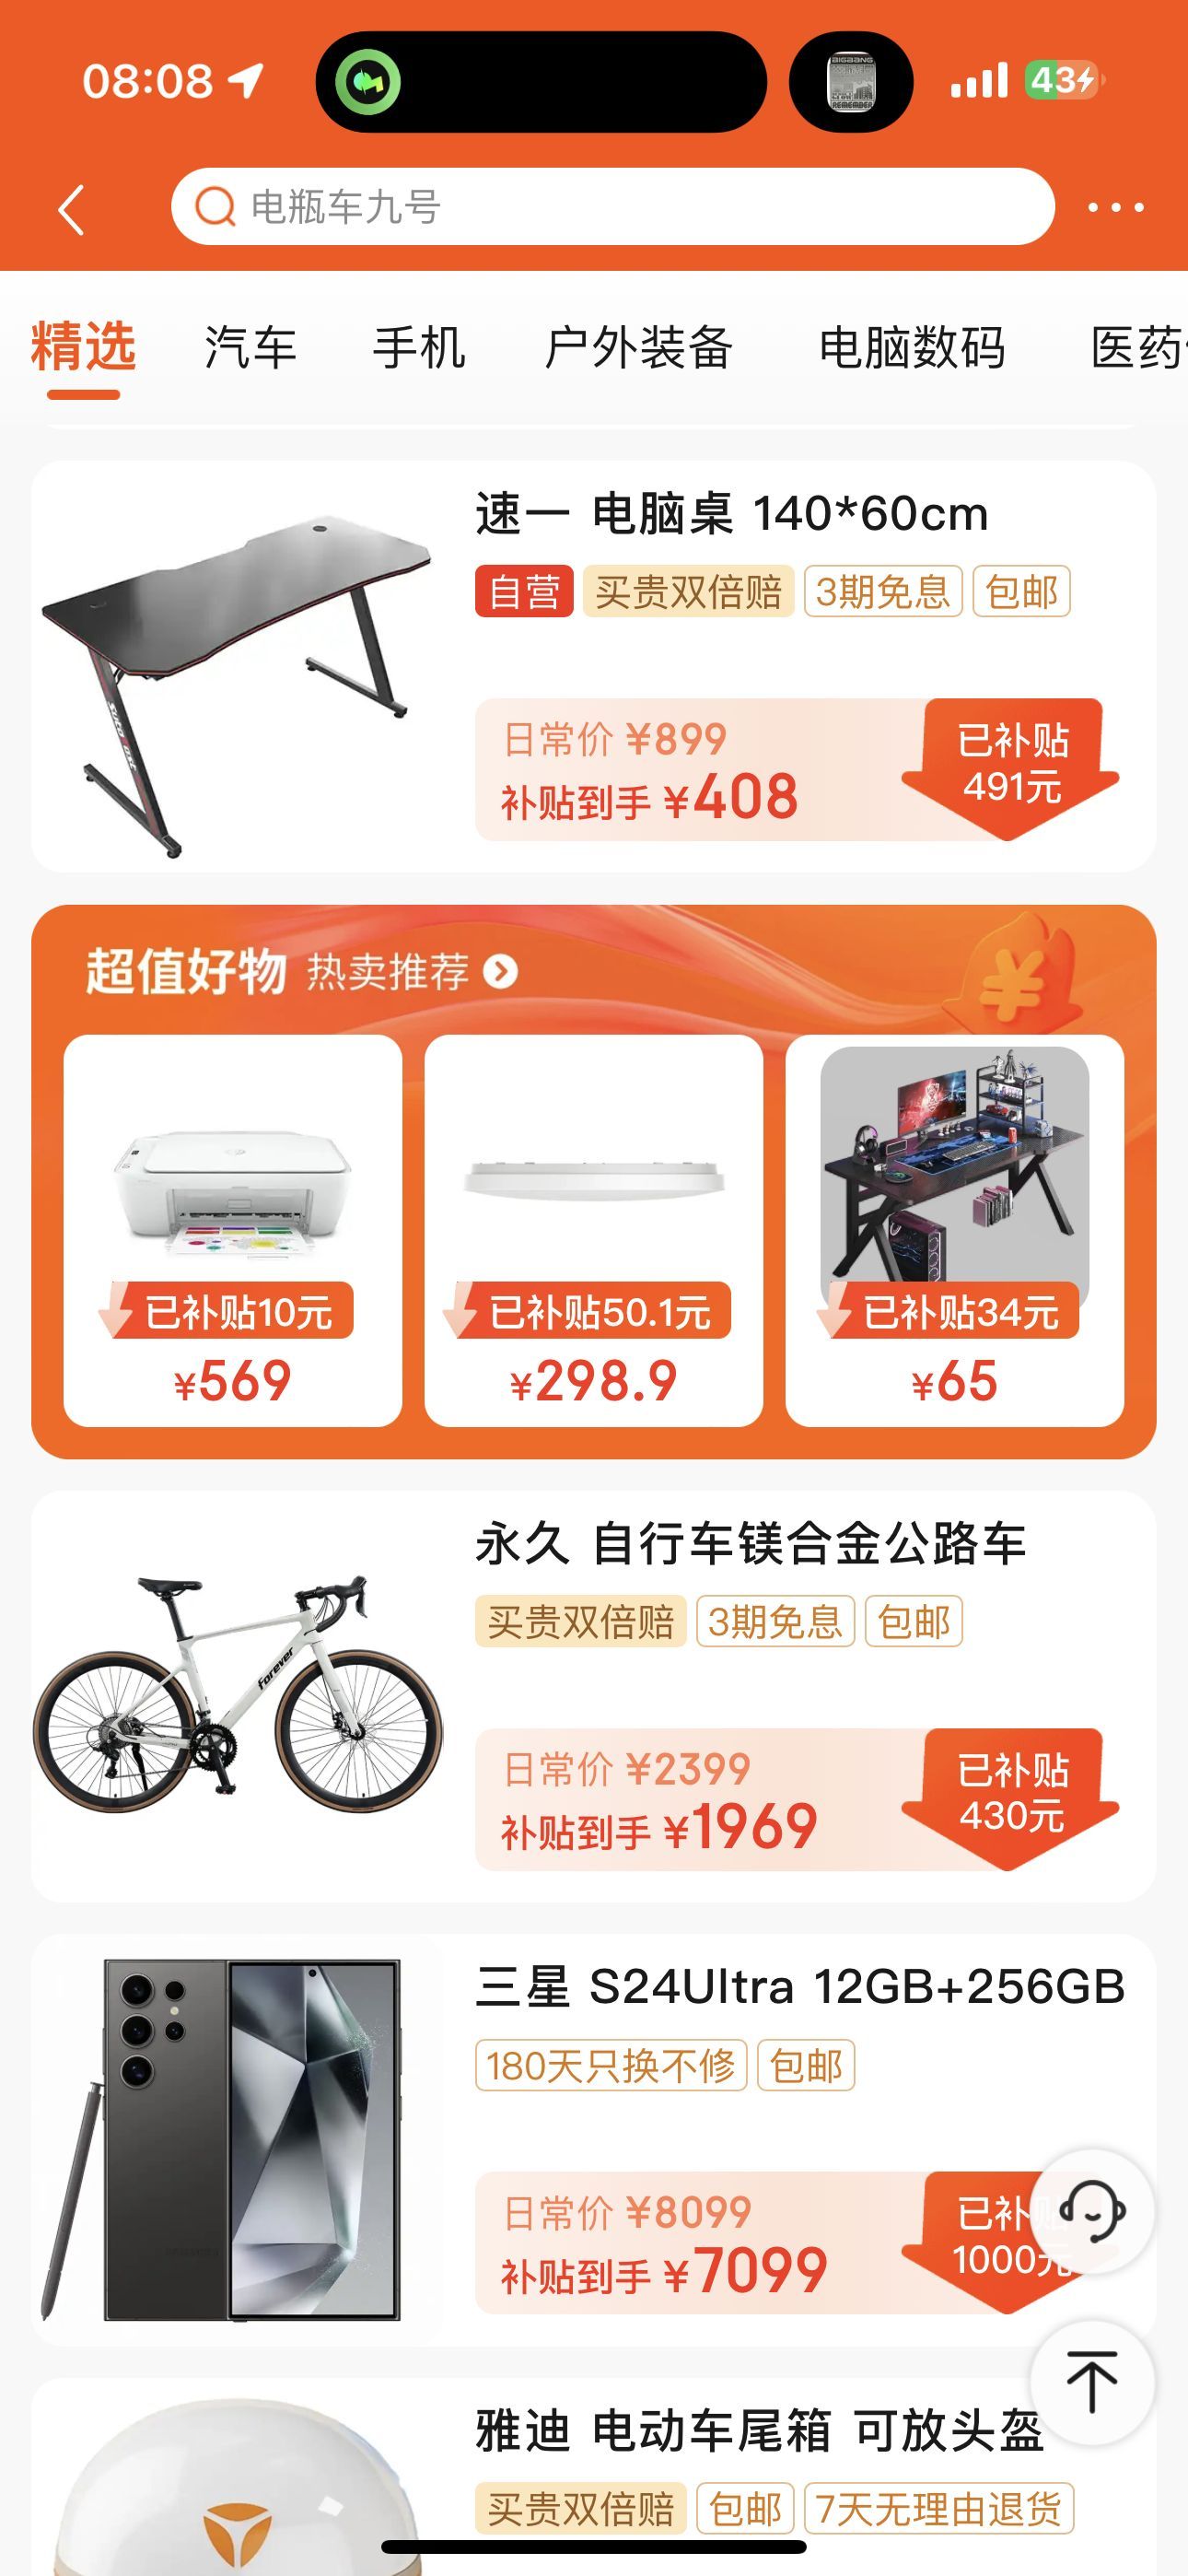 08:08
43
BIGBANG
REMEMBER
电瓶车九号
精选 汽车 手机 户外装备 电脑数码 医药
速一 电脑桌 140*60cm
自营 买贵双倍赔 3期免息 包邮
日常价 ¥899
补贴到手 ¥408
已补贴
491元
超值好物 热卖推荐
¥
已补贴10元
¥569
已补贴50.1元
¥298.9
已补贴34元
¥65
永久 自行车镁合金公路车
买贵双倍赔 3期免息 包邮
Forever
日常价 ¥2399
补贴到手 ¥1969
已补贴
430元
三星 S24Ultra 12GB+256GB
180天只换不修 包邮
日常价 ¥8099
补贴到手 ¥7099
已补贴
1000元
雅迪 电动车尾箱 可放头盔
买贵双倍赔 包邮 7天无理由退货